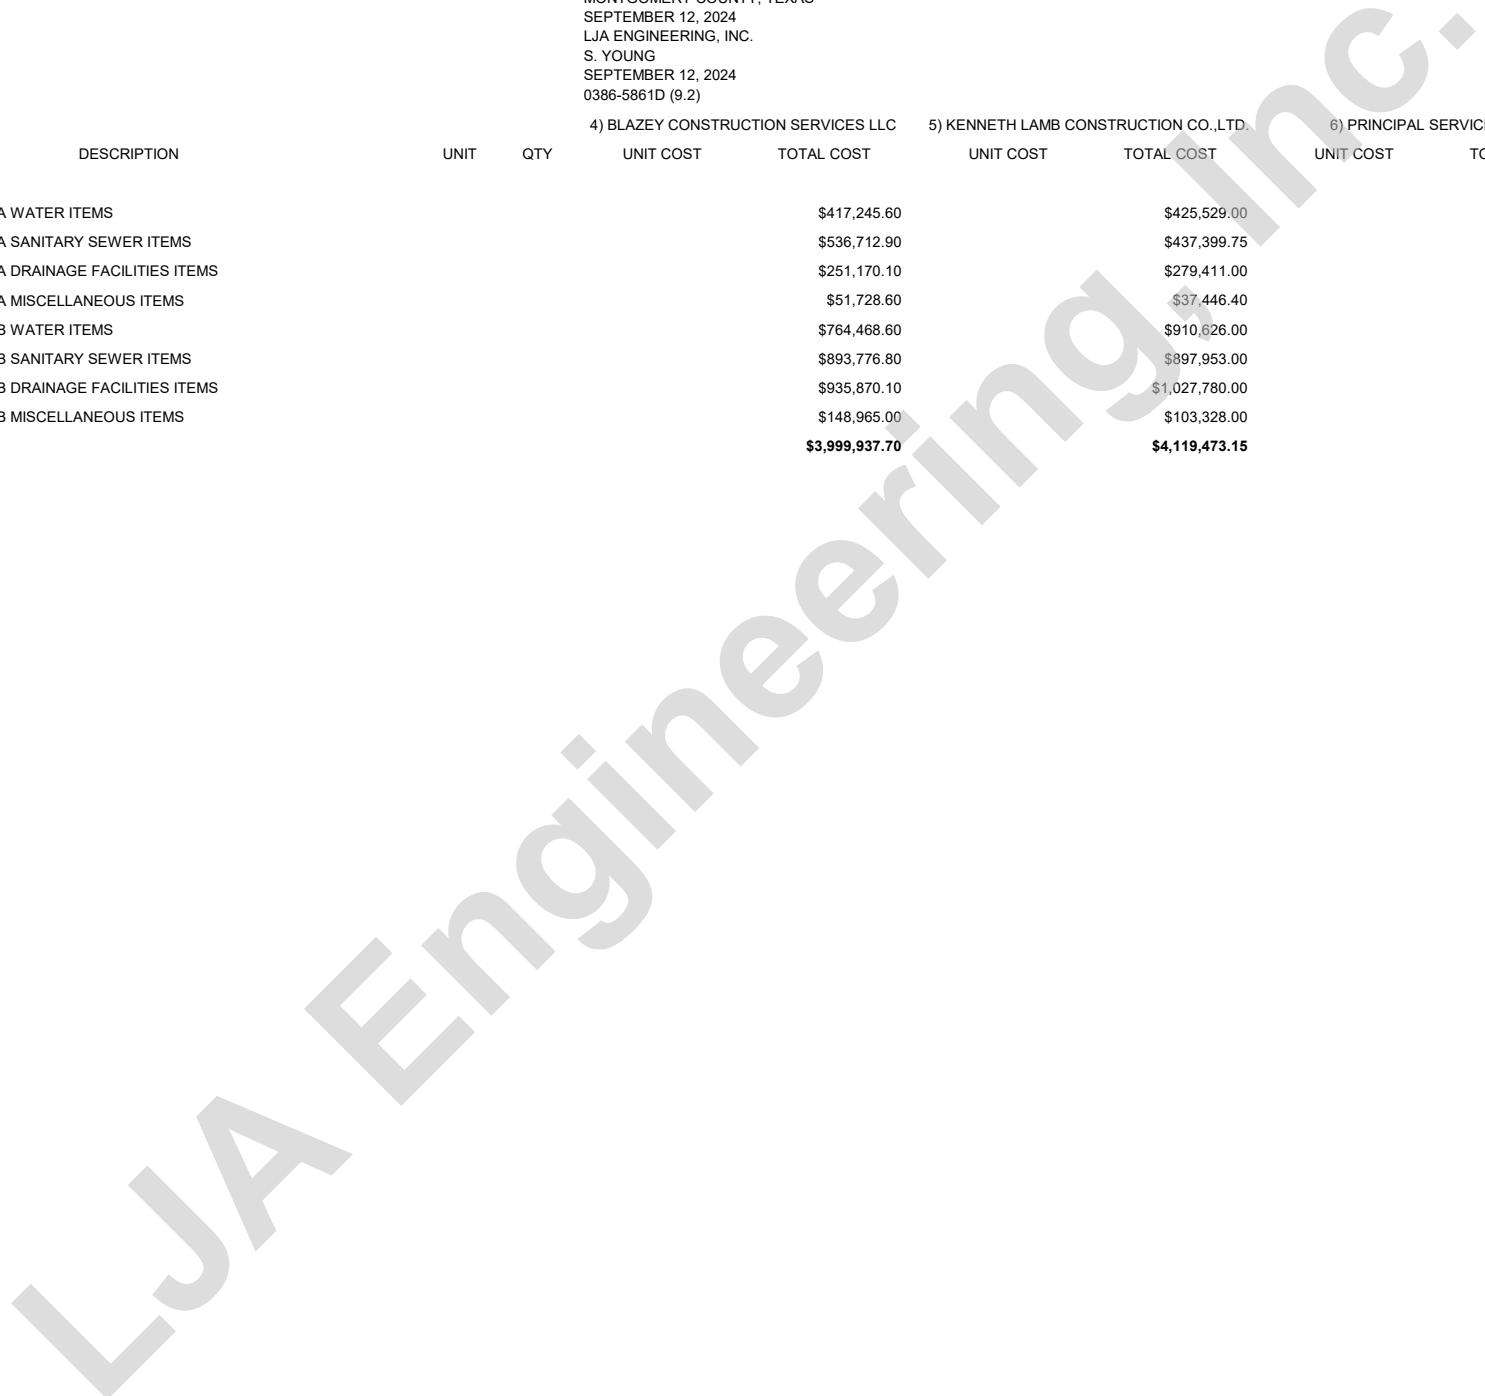 SEPTEMBER 12, 2024
LJA ENGINEERING, INC.
S. YOUNG
SEPTEMBER 12, 2024
0386-5861D (9.2)
4) BLAZEY CONSTRUCTION SERVICES LLC 5) KENNETH LAMB CONSTRUCTION CO.,LTD. 6) PRINCIPAL
DESCRIPTION UNIT QTY UNIT COST TOTAL COST UNIT COST TOTAL COST UNIT COST
A WATER ITEMS $417,245.60 $425,529.00
A SANITARY SEWER ITEMS $536,712.90 $437,399.75
A DRAINAGE FACILITIES ITEMS $251,170.10 $279,411.00
A MISCELLANEOUS ITEMS $51,728.60 $37,446.40
B WATER ITEMS $764,468.60 $910,626.00
B SANITARY SEWER ITEMS $893,776.80 $897,953.00
B DRAINAGE FACILITIES ITEMS $935,870.10 $1,027,780.00
B MISCELLANEOUS ITEMS $148,965.00 $103,328.00
$3,999,937.70 $4,119,473.15
LJA Engineering, Inc.